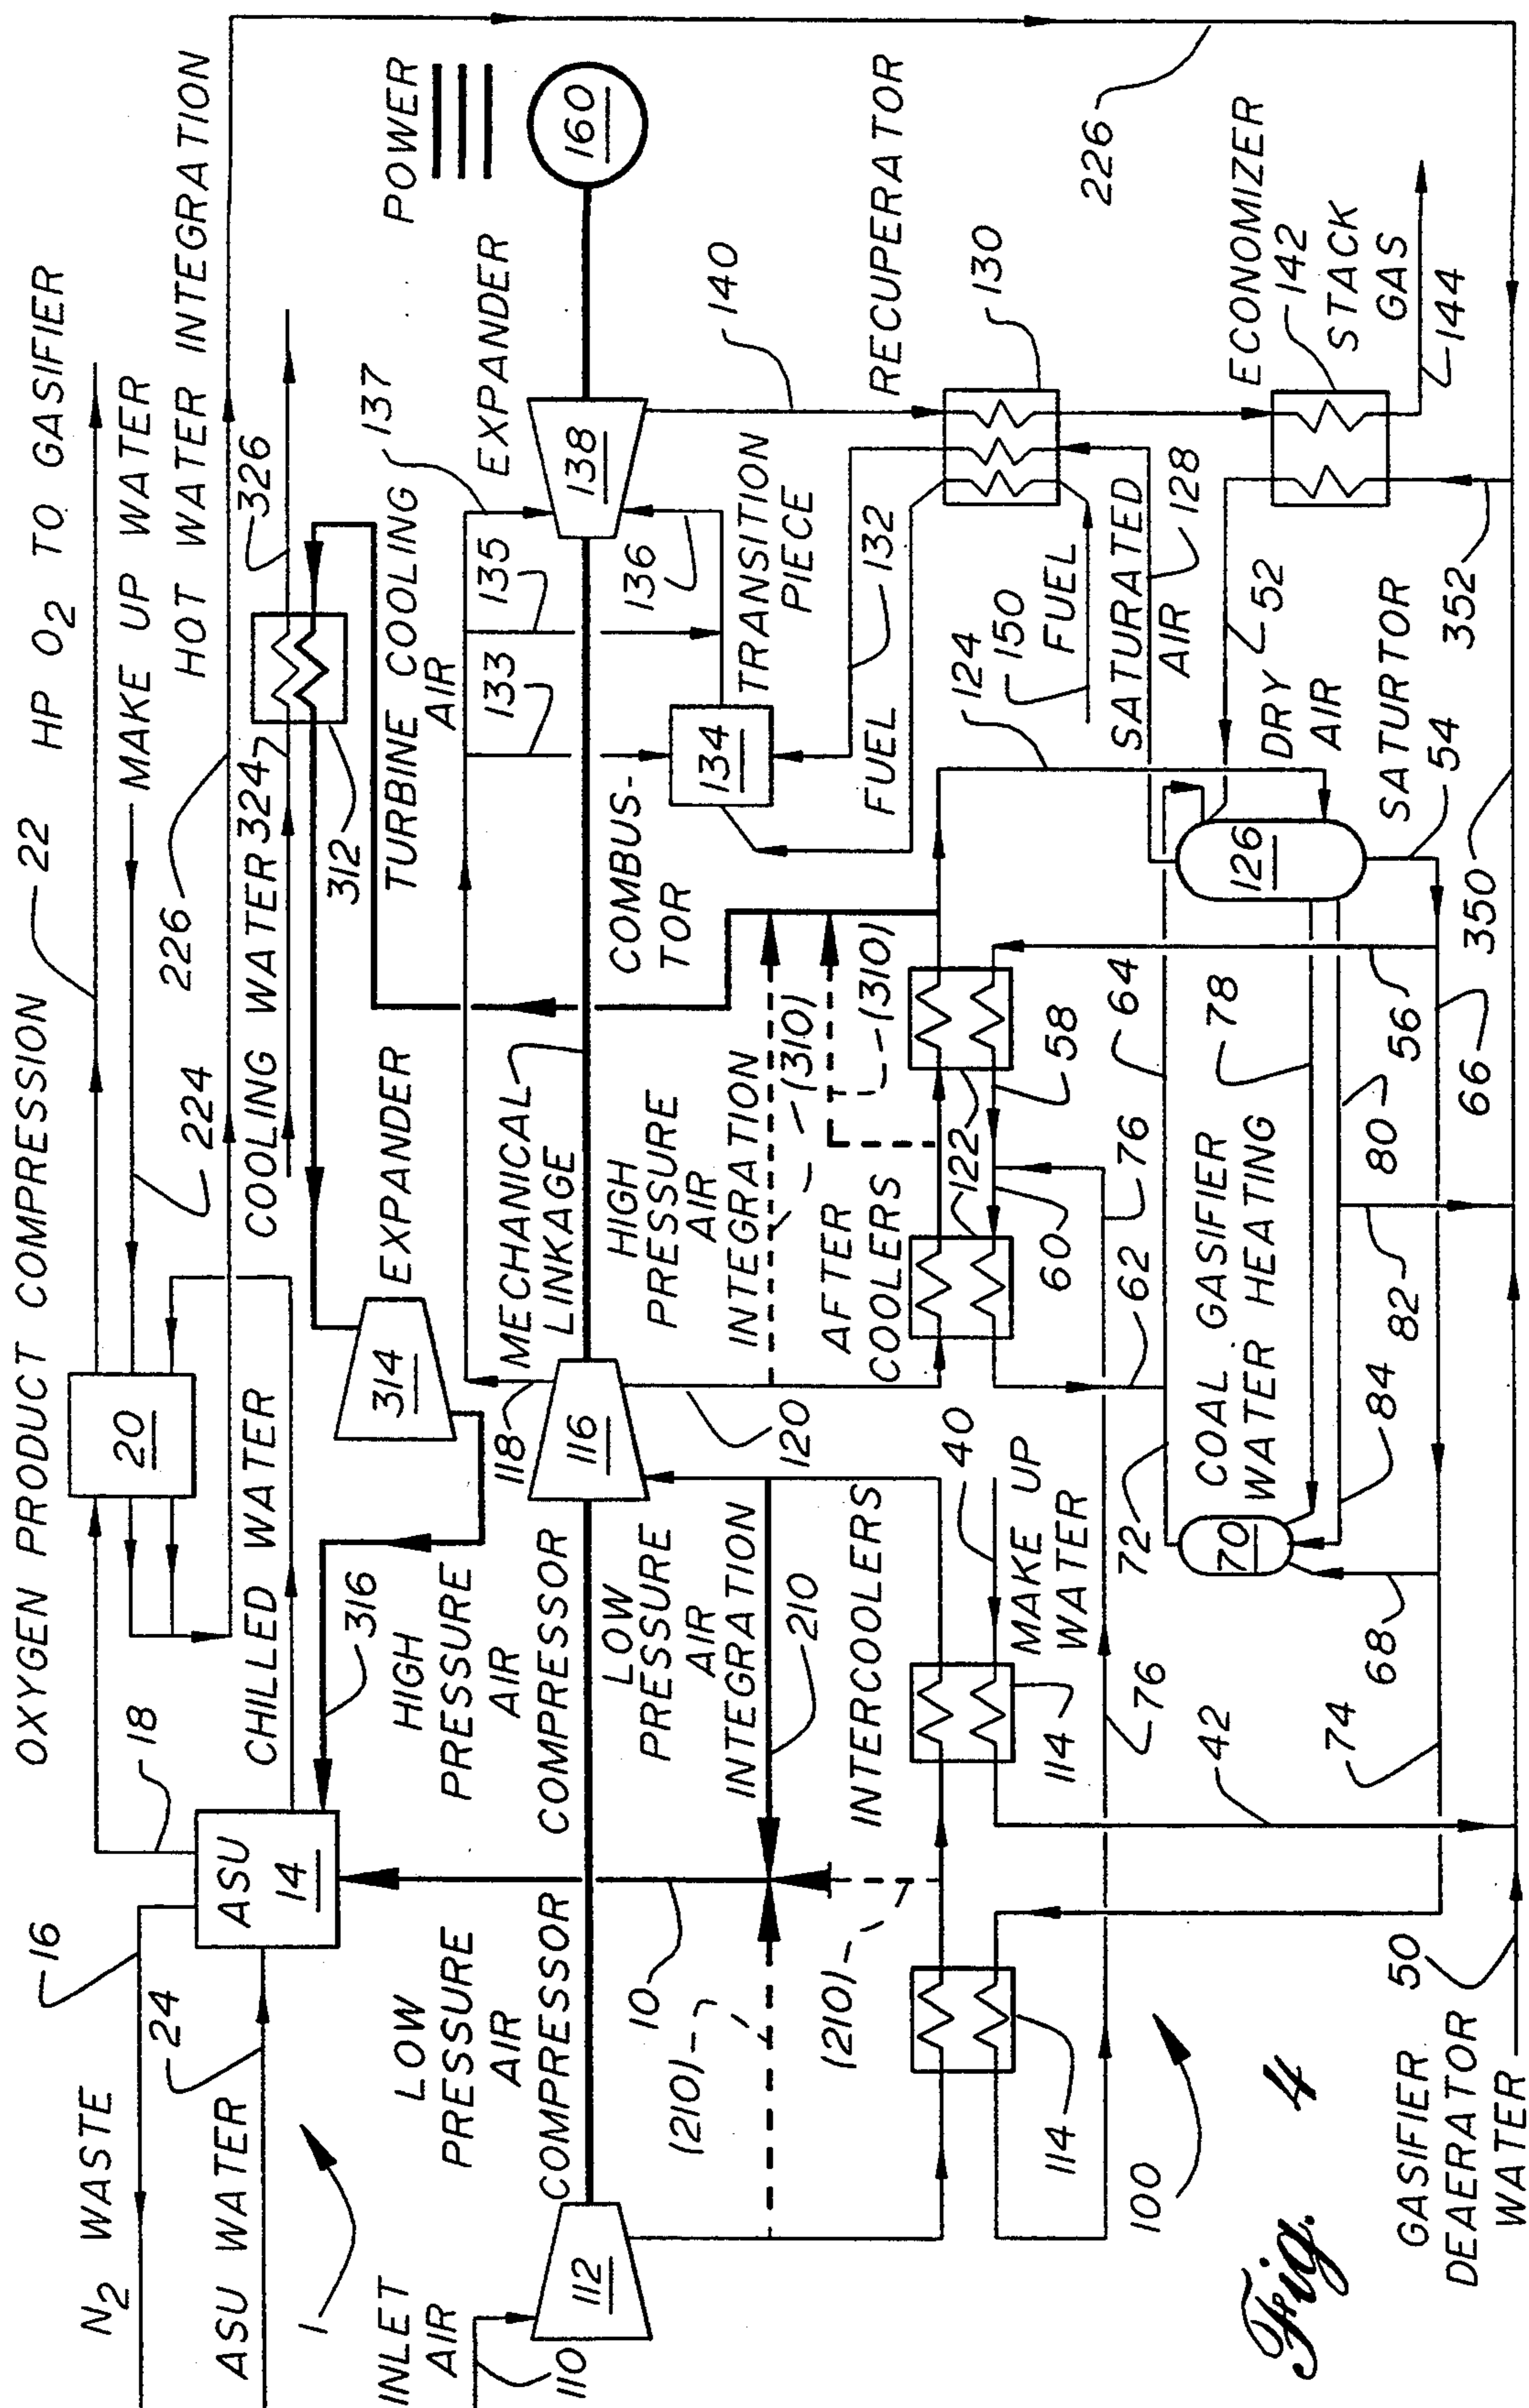 OXYGEN PRODUCT COMPRESSION
22
HP O2 TO GASIFIER
MAKE UP WATER
HOT WATER INTEGRATION
16
18
20
224
226
226
N2 WASTE
24
ASU WATER
ASU
14
CHILLED WATER
COOLING WATER
324
326
312
1
316
314
EXPANDER
TURBINE COOLING
AIR
137
POWER
INLET
AIR
110
112
LOW
PRESSURE
AIR
COMPRESSOR
HIGH
PRESSURE
AIR
COMPRESSOR
118
116
MECHANICAL
LINKAGE
133
135
136
EXPANDER
138
160
COMBUS-
TOR
134
TRANSITION
PIECE
140
10
(210)
(210)
LOW
PRESSURE
AIR
INTEGRATION
210
120
HIGH
PRESSURE
AIR
INTEGRATION
(310)
(310)
INTERCOOLERS
AFTER
COOLERS
122
114
114
40
MAKE UP
WATER
58
60
62
76
76
FUEL
132
124
150
FUEL
RECUPERATOR
130
SATURATED
AIR
128
226
ECONOMIZER
142
STACK
GAS
144
DRY
AIR
52
SATURTOR
54
126
352
350
64
72
COAL GASIFIER
WATER HEATING
78
70
56
66
80
82
84
68
74
42
100
GASIFIER
DEAERATOR
WATER
50
Fig. 4